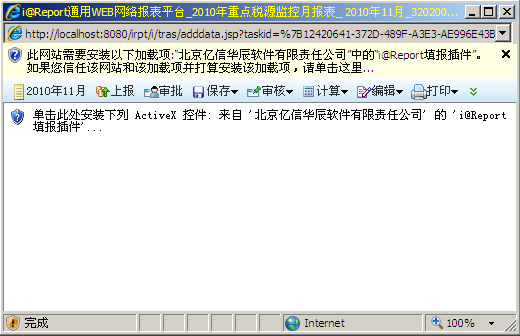 i@Report通用WEB网络报表平台_2010年重点税源监控月报表_ 2010年11月_320200...
http://localhost:8080/irpt/i/tras/adddata.jsp?taskid=%7B12420641-372D-489F-A3E3-AE996E43B
此网站需要安装以下加载项:"北京亿信华辰软件有限责任公司"中的"i@Report填报插件"。
如果您信任该网站和该加载项并打算安装该加载项，请单击这里...
2010年11月 上报 审批 保存 审核 计算 编辑 打印
单击此处安装下列 ActiveX 控件: 来自 '北京亿信华辰软件有限责任公司' 的 'i@Report
填报插件'...
完成 Internet 100%